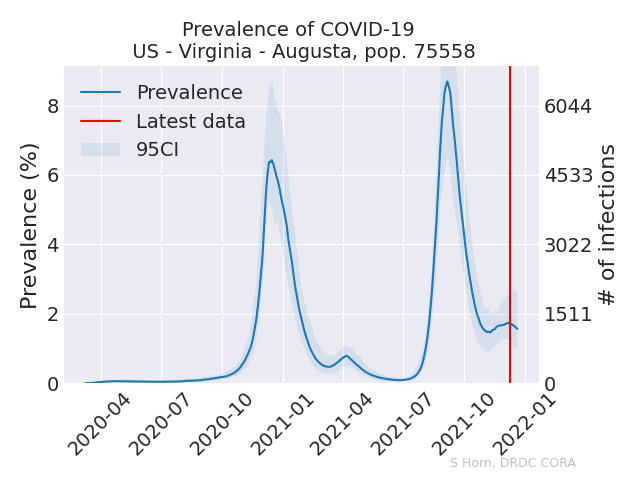 Prevalence of COVID-19
US - Virginia - Augusta, pop. 75558
Prevalence
Latest data
95CI
Prevalence (%)
8
6
4
2
0
6044
4533
3022
1511
0
# of infections
2020-04
2020-07
2020-10
2021-01
2021-04
2021-07
2021-10
2022-01
S Horn, DRDC CORA